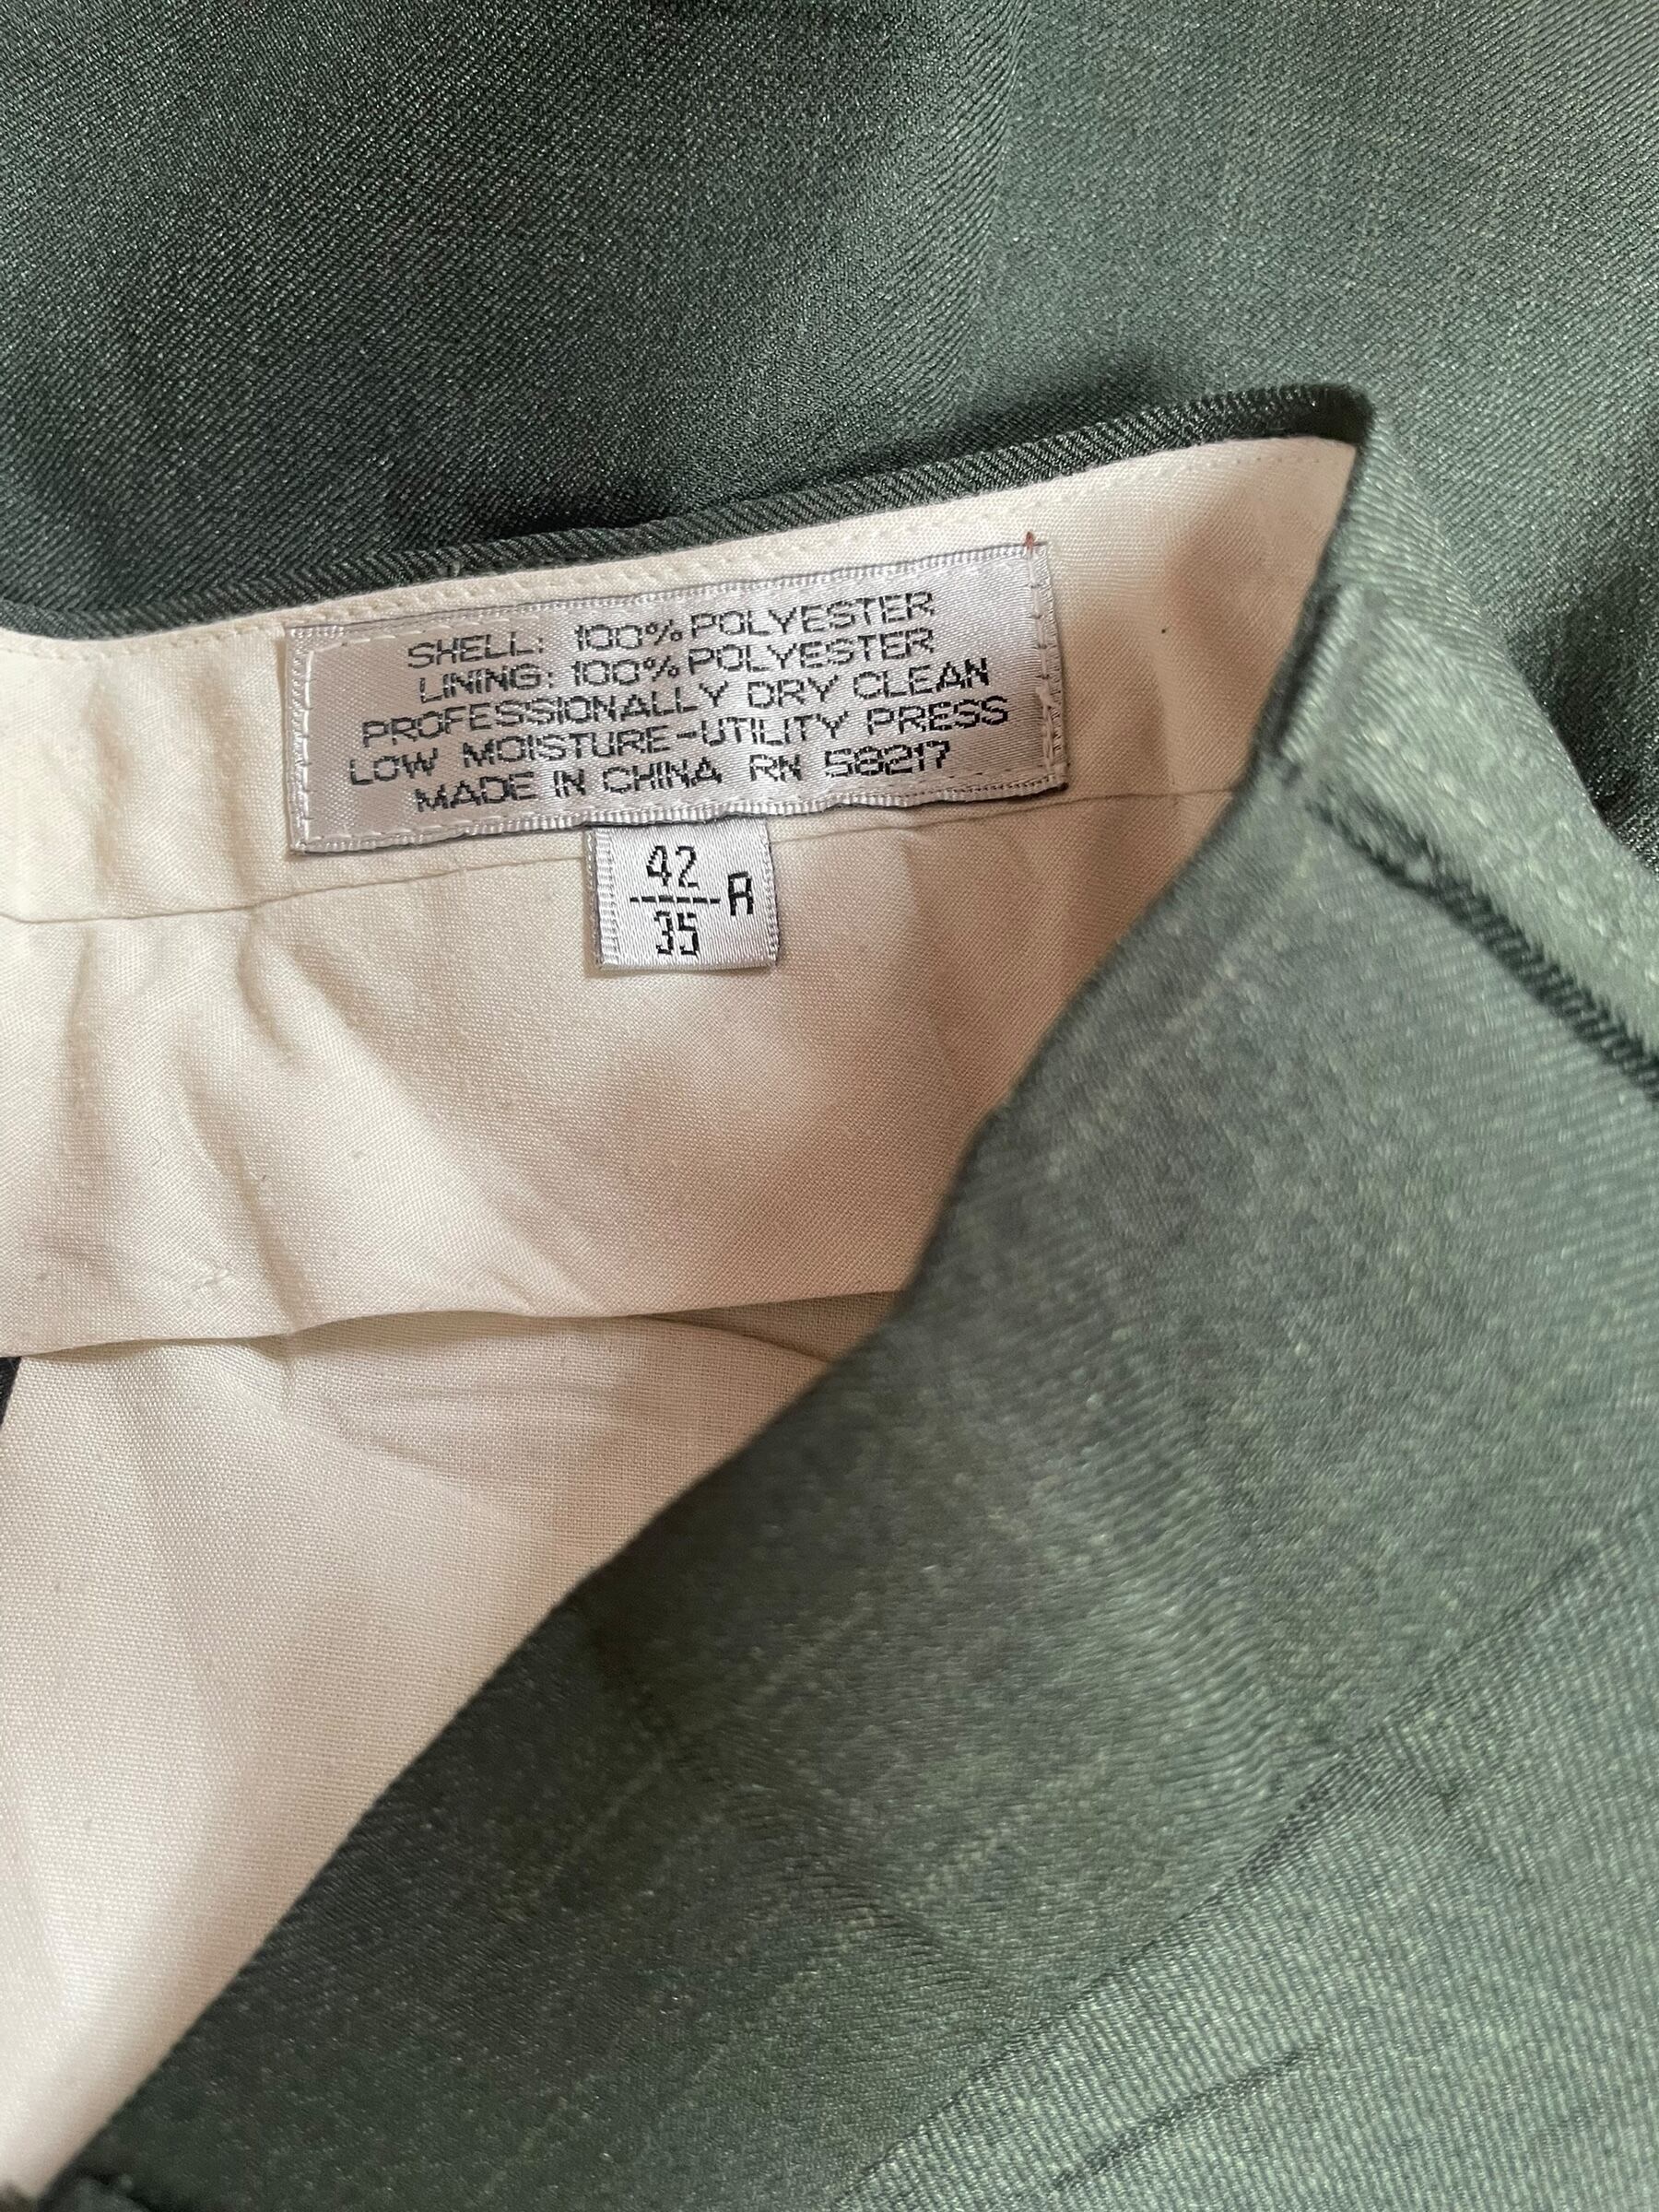 SHELL: 100% POLYESTER
LINING: 100% POLYESTER
PROFESSIONALLY DRY CLEAN
LOW MOISTURE-UTILITY PRESS
MADE IN CHINA RN 58217
42
R
35